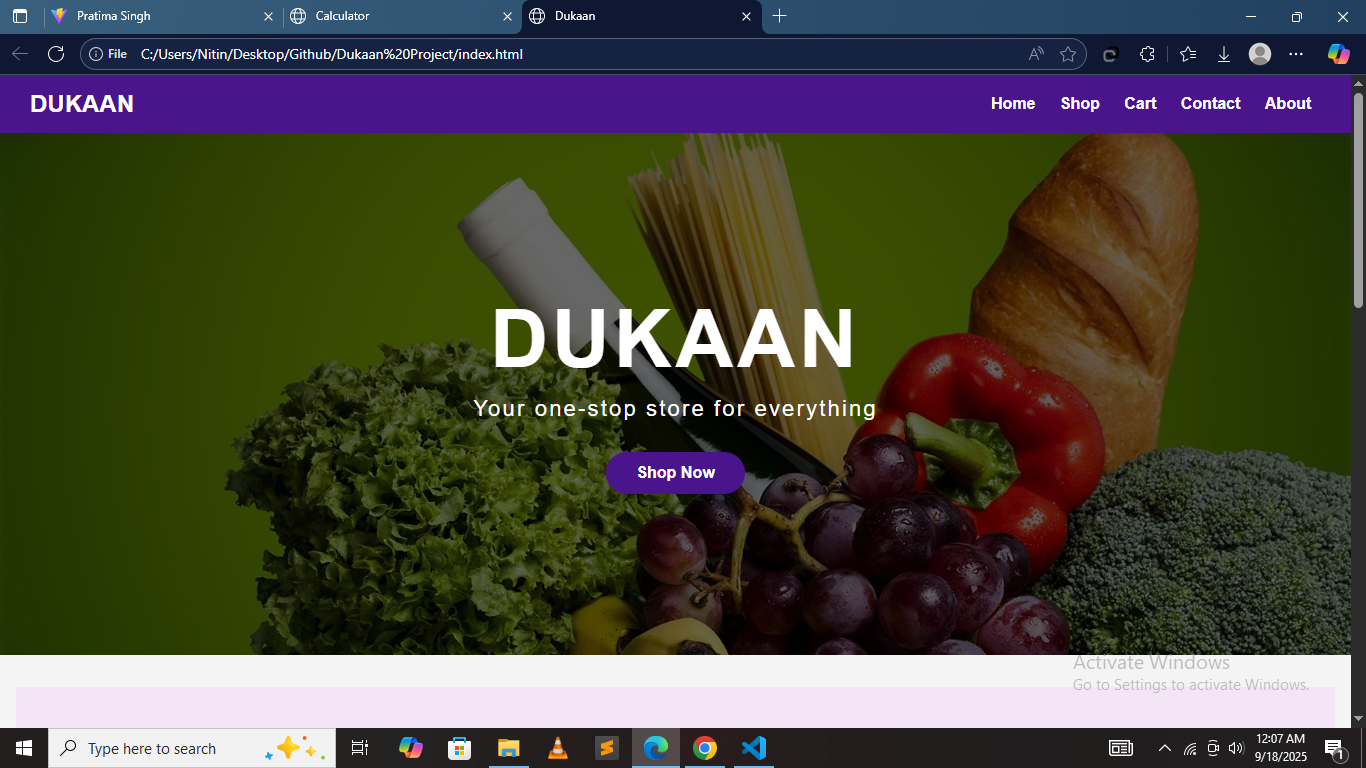 Pratima Singh
Calculator
Dukaan
File C:/Users/Nitin/Desktop/Github/Dukaan%20Project/index.html
DUKAAN
Home Shop Cart Contact About
DUKAAN
Your one-stop store for everything
Shop Now
Activate Windows
Go to Settings to activate Windows.
Type here to search
12:07 AM
9/18/2025
1